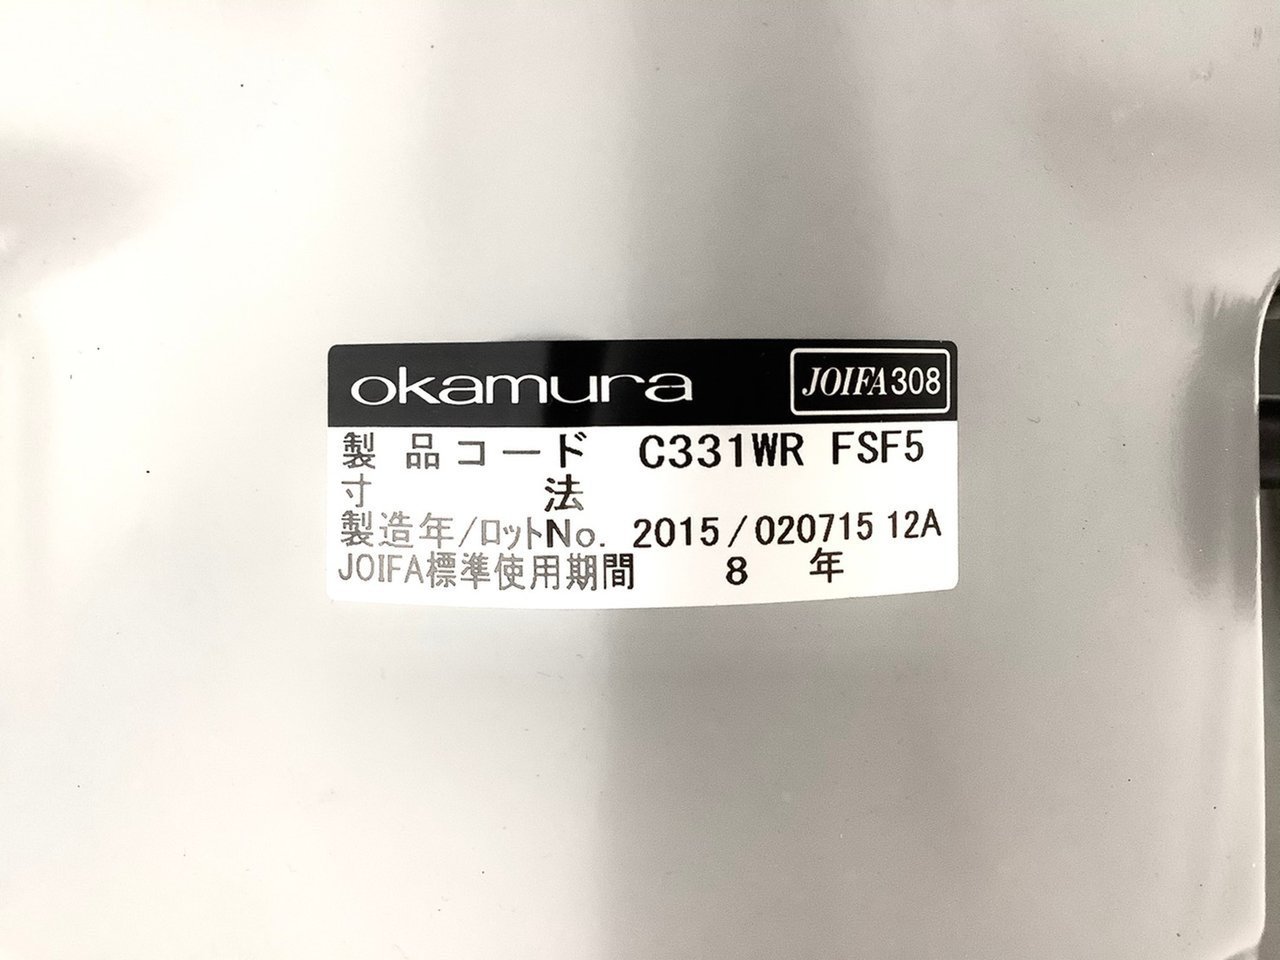 okamura JOIFA308
製品コード C331WR FSF5
寸法
製造年/ロットNo. 2015/020715 12A
JOIFA標準使用期間 8 年